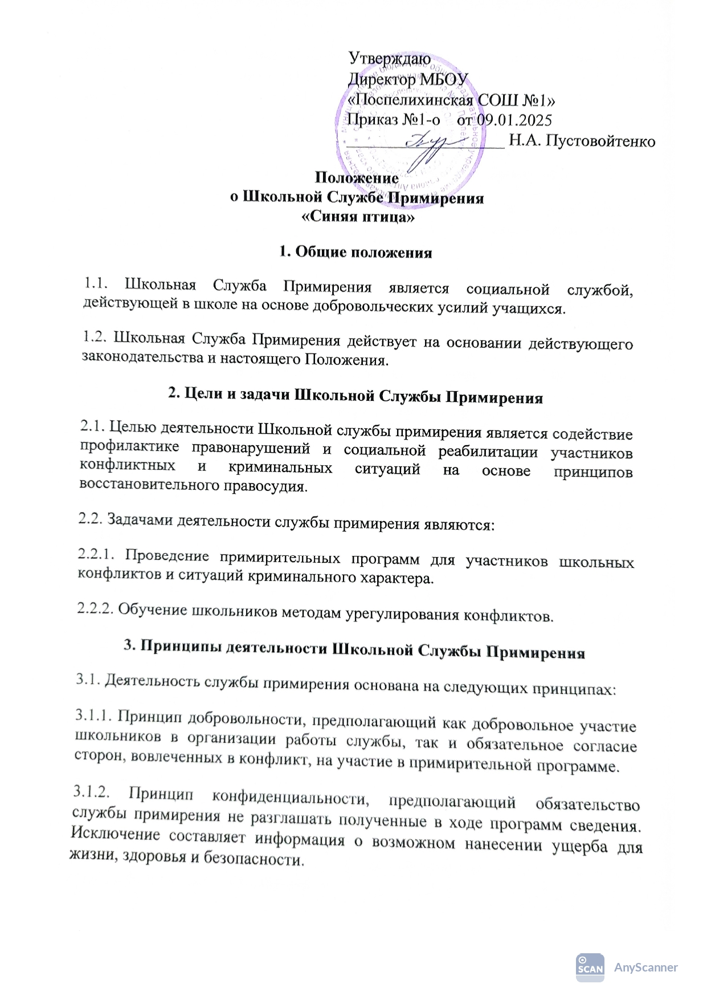 Утверждаю
Директор МБОУ
«Поспелихинская СОШ №1»
Приказ №1-о от 09.01.2025
Н.А. Пустовойтенко
Положение
о Школьной Службе Примирения
«Синяя птица»
1. Общие положения
1.1. Школьная Служба Примирения является социальной службой,
действующей в школе на основе добровольческих усилий учащихся.
1.2. Школьная Служба Примирения действует на основании действующего
законодательства и настоящего Положения.
2. Цели и задачи Школьной Службы Примирения
2.1. Целью деятельности Школьной службы примирения является содействие
профилактике правонарушений и социальной реабилитации участников
конфликтных и криминальных ситуаций на основе принципов
восстановительного правосудия.
2.2. Задачами деятельности службы примирения являются:
2.2.1. Проведение примирительных программ для участников школьных
конфликтов и ситуаций криминального характера.
2.2.2. Обучение школьников методам урегулирования конфликтов.
3. Принципы деятельности Школьной Службы Примирения
3.1. Деятельность службы примирения основана на следующих принципах:
3.1.1. Принцип добровольности, предполагающий как добровольное участие
школьников в организации работы службы, так и обязательное согласие
сторон, вовлеченных в конфликт, на участие в примирительной программе.
3.1.2. Принцип конфиденциальности, предполагающий обязательство
службы примирения не разглашать полученные в ходе программ сведения.
Исключение составляет информация о возможном нанесении ущерба для
жизни, здоровья и безопасности.
SCAN AnyScanner